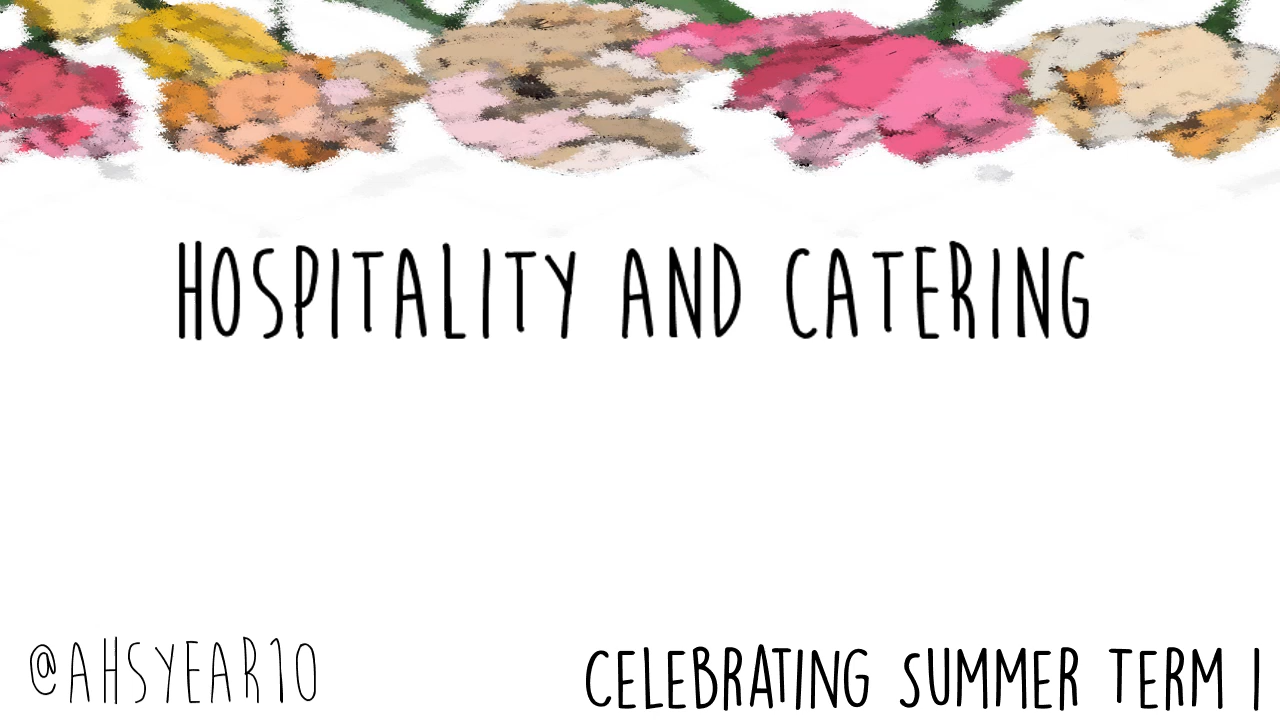 HOSPITALITY AND CATERING
@AHSYEAR10
CELEBRATING SUMMER TERM 1